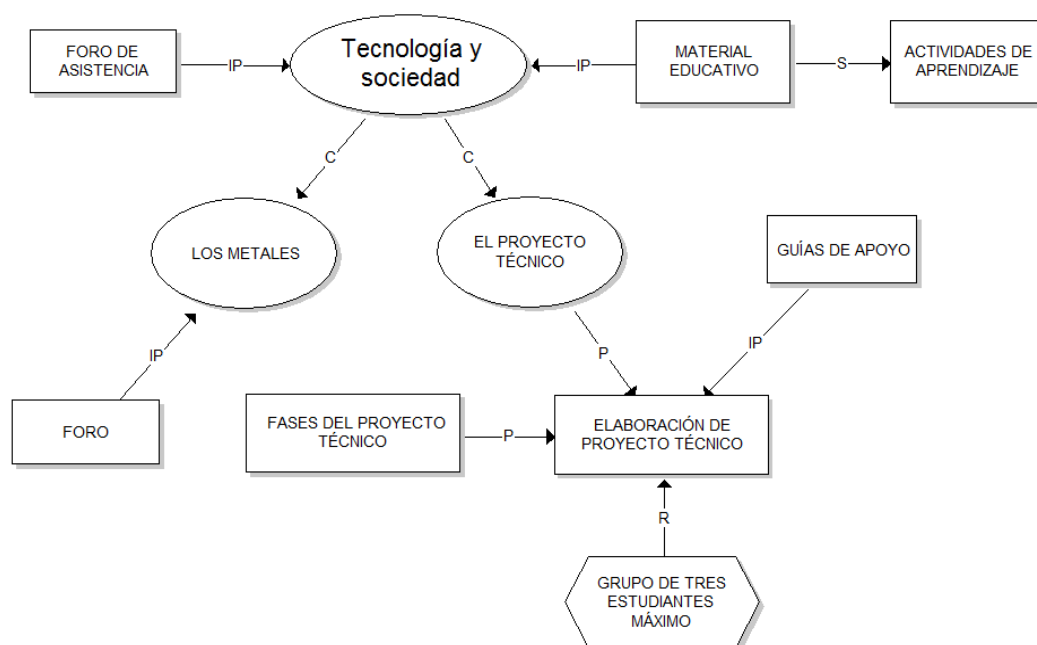 FORO DE
ASISTENCIA
IP
Tecnología y
sociedad
IP
MATERIAL
EDUCATIVO
S
ACTIVIDADES DE
APRENDIZAJE
C
C
LOS METALES
EL PROYECTO
TÉCNICO
GUÍAS DE APOYO
IP
P
IP
FORO
FASES DEL PROYECTO
TÉCNICO
P
ELABORACIÓN DE
PROYECTO TÉCNICO
R
GRUPO DE TRES
ESTUDIANTES
MÁXIMO